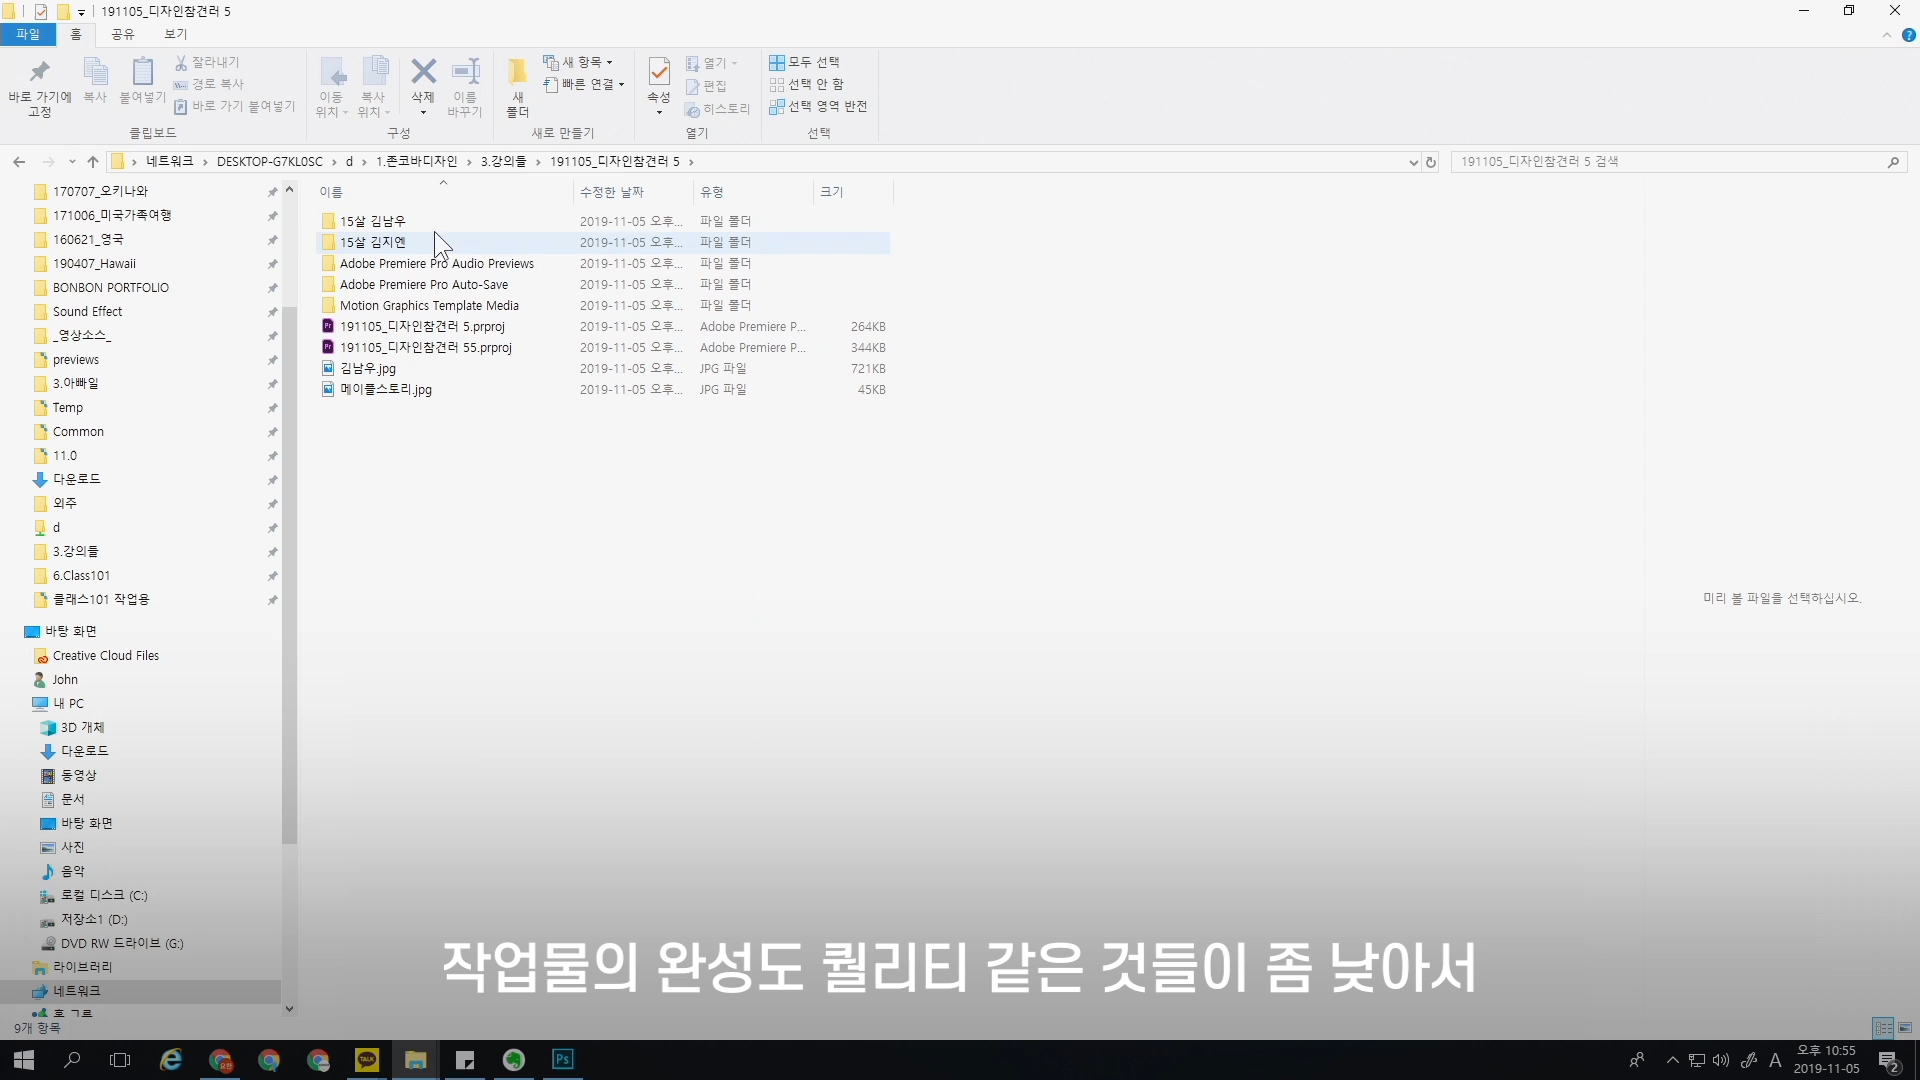 191105_디자인참견러 5
파일 홈 공유 보기
바로 가기에 고정
복사
붙여넣기
잘라내기
경로 복사
바로 가기 붙여넣기
클립보드
이동 위치
복사 위치
삭제
이름 바꾸기
구성
새 폴더
새 항목
빠른 연결
새로 만들기
속성
열기
편집
히스토리
열기
모두 선택
선택 안 함
선택 영역 반전
선택
네트워크 › DESKTOP-G7KL0SC › d › 1.존코바디자인 › 3.강의들 › 191105_디자인참견러 5 ›
191105_디자인참견러 5 검색
170707_오키나와
171006_미국가족여행
160621_영국
190407_Hawaii
BONBON PORTFOLIO
Sound Effect
_영상소스_
previews
3.아빠일
Temp
Common
11.0
다운로드
외주
d
3.강의들
6.Class101
클래스101 작업용
바탕 화면
Creative Cloud Files
John
내 PC
3D 개체
다운로드
동영상
문서
바탕 화면
사진
음악
로컬 디스크 (C:)
저장소1 (D:)
DVD RW 드라이브 (G:)
라이브러리
네트워크
홈 그룹
이름 수정한 날짜 유형 크기
15살 김남우 2019-11-05 오후... 파일 폴더
15살 김지엔 2019-11-05 오후... 파일 폴더
Adobe Premiere Pro Audio Previews 2019-11-05 오후... 파일 폴더
Adobe Premiere Pro Auto-Save 2019-11-05 오후... 파일 폴더
Motion Graphics Template Media 2019-11-05 오후... 파일 폴더
191105_디자인참견러 5.prproj 2019-11-05 오후... Adobe Premiere P... 264KB
191105_디자인참견러 55.prproj 2019-11-05 오후... Adobe Premiere P... 344KB
김남우.jpg 2019-11-05 오후... JPG 파일 721KB
메이플스토리.jpg 2019-11-05 오후... JPG 파일 45KB
미리 볼 파일을 선택하십시오.
작업물의 완성도 퀄리티 같은 것들이 좀 낮아서
9개 항목
TALK
Ps
A
오후 10:55
2019-11-05
2